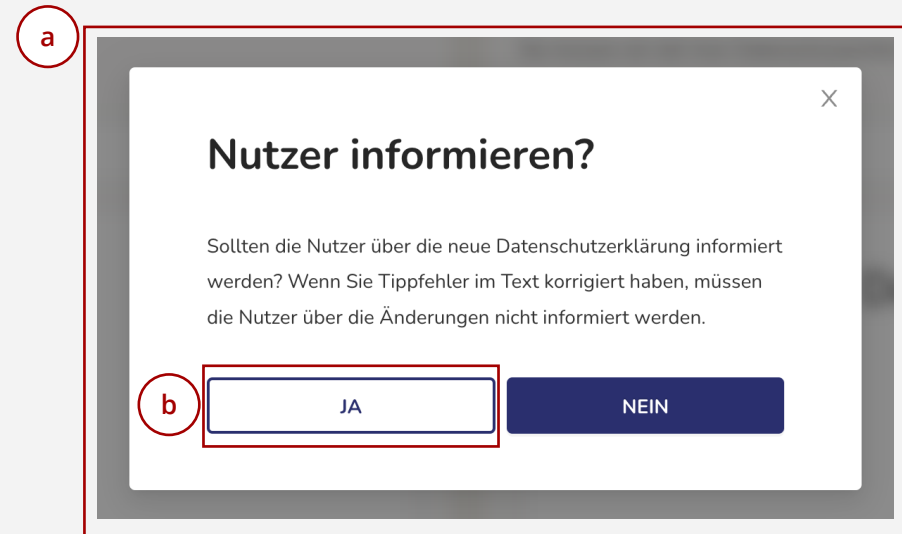 a
X
Nutzer informieren?
Sollten die Nutzer über die neue Datenschutzerklärung informiert
werden? Wenn Sie Tippfehler im Text korrigiert haben, müssen
die Nutzer über die Änderungen nicht informiert werden.
b
JA
NEIN